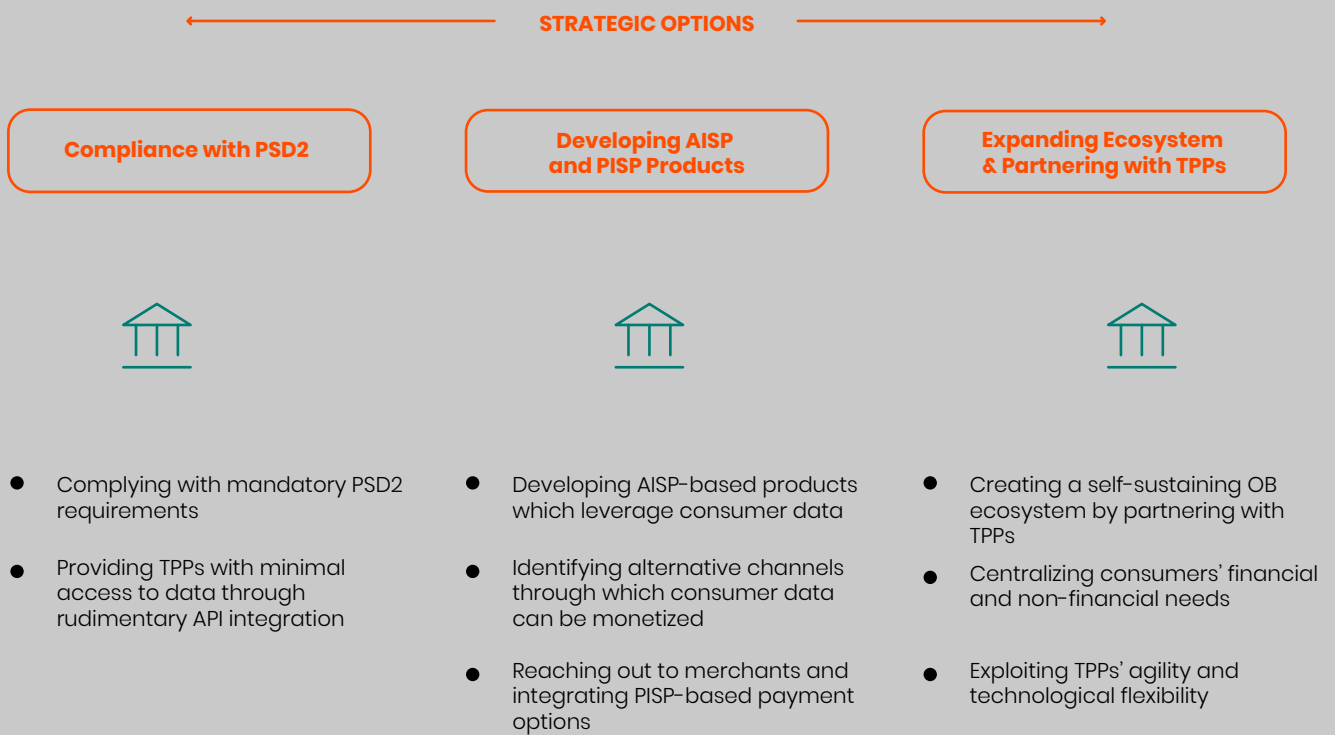 STRATEGIC OPTIONS
Compliance with PSD2
Developing AISP
and PISP Products
Expanding Ecosystem
& Partnering with TPPs
Complying with mandatory PSD2
requirements
Providing TPPs with minimal
access to data through
rudimentary API integration
Developing AISP-based products
which leverage consumer data
Identifying alternative channels
through which consumer data
can be monetized
Reaching out to merchants and
integrating PISP-based payment
options
Creating a self-sustaining OB
ecosystem by partnering with
TPPs
Centralizing consumers’ financial
and non-financial needs
Exploiting TPPs’ agility and
technological flexibility